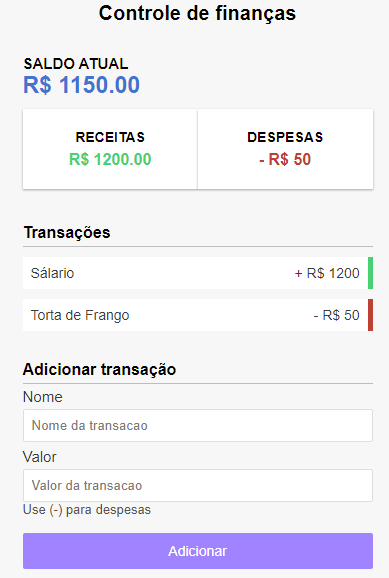 Controle de finanças
SALDO ATUAL
R$ 1150.00
RECEITAS
R$ 1200.00
DESPESAS
- R$ 50
Transações
Sálario + R$ 1200
Torta de Frango - R$ 50
Adicionar transação
Nome
Nome da transacao
Valor
Valor da transacao
Use (-) para despesas
Adicionar